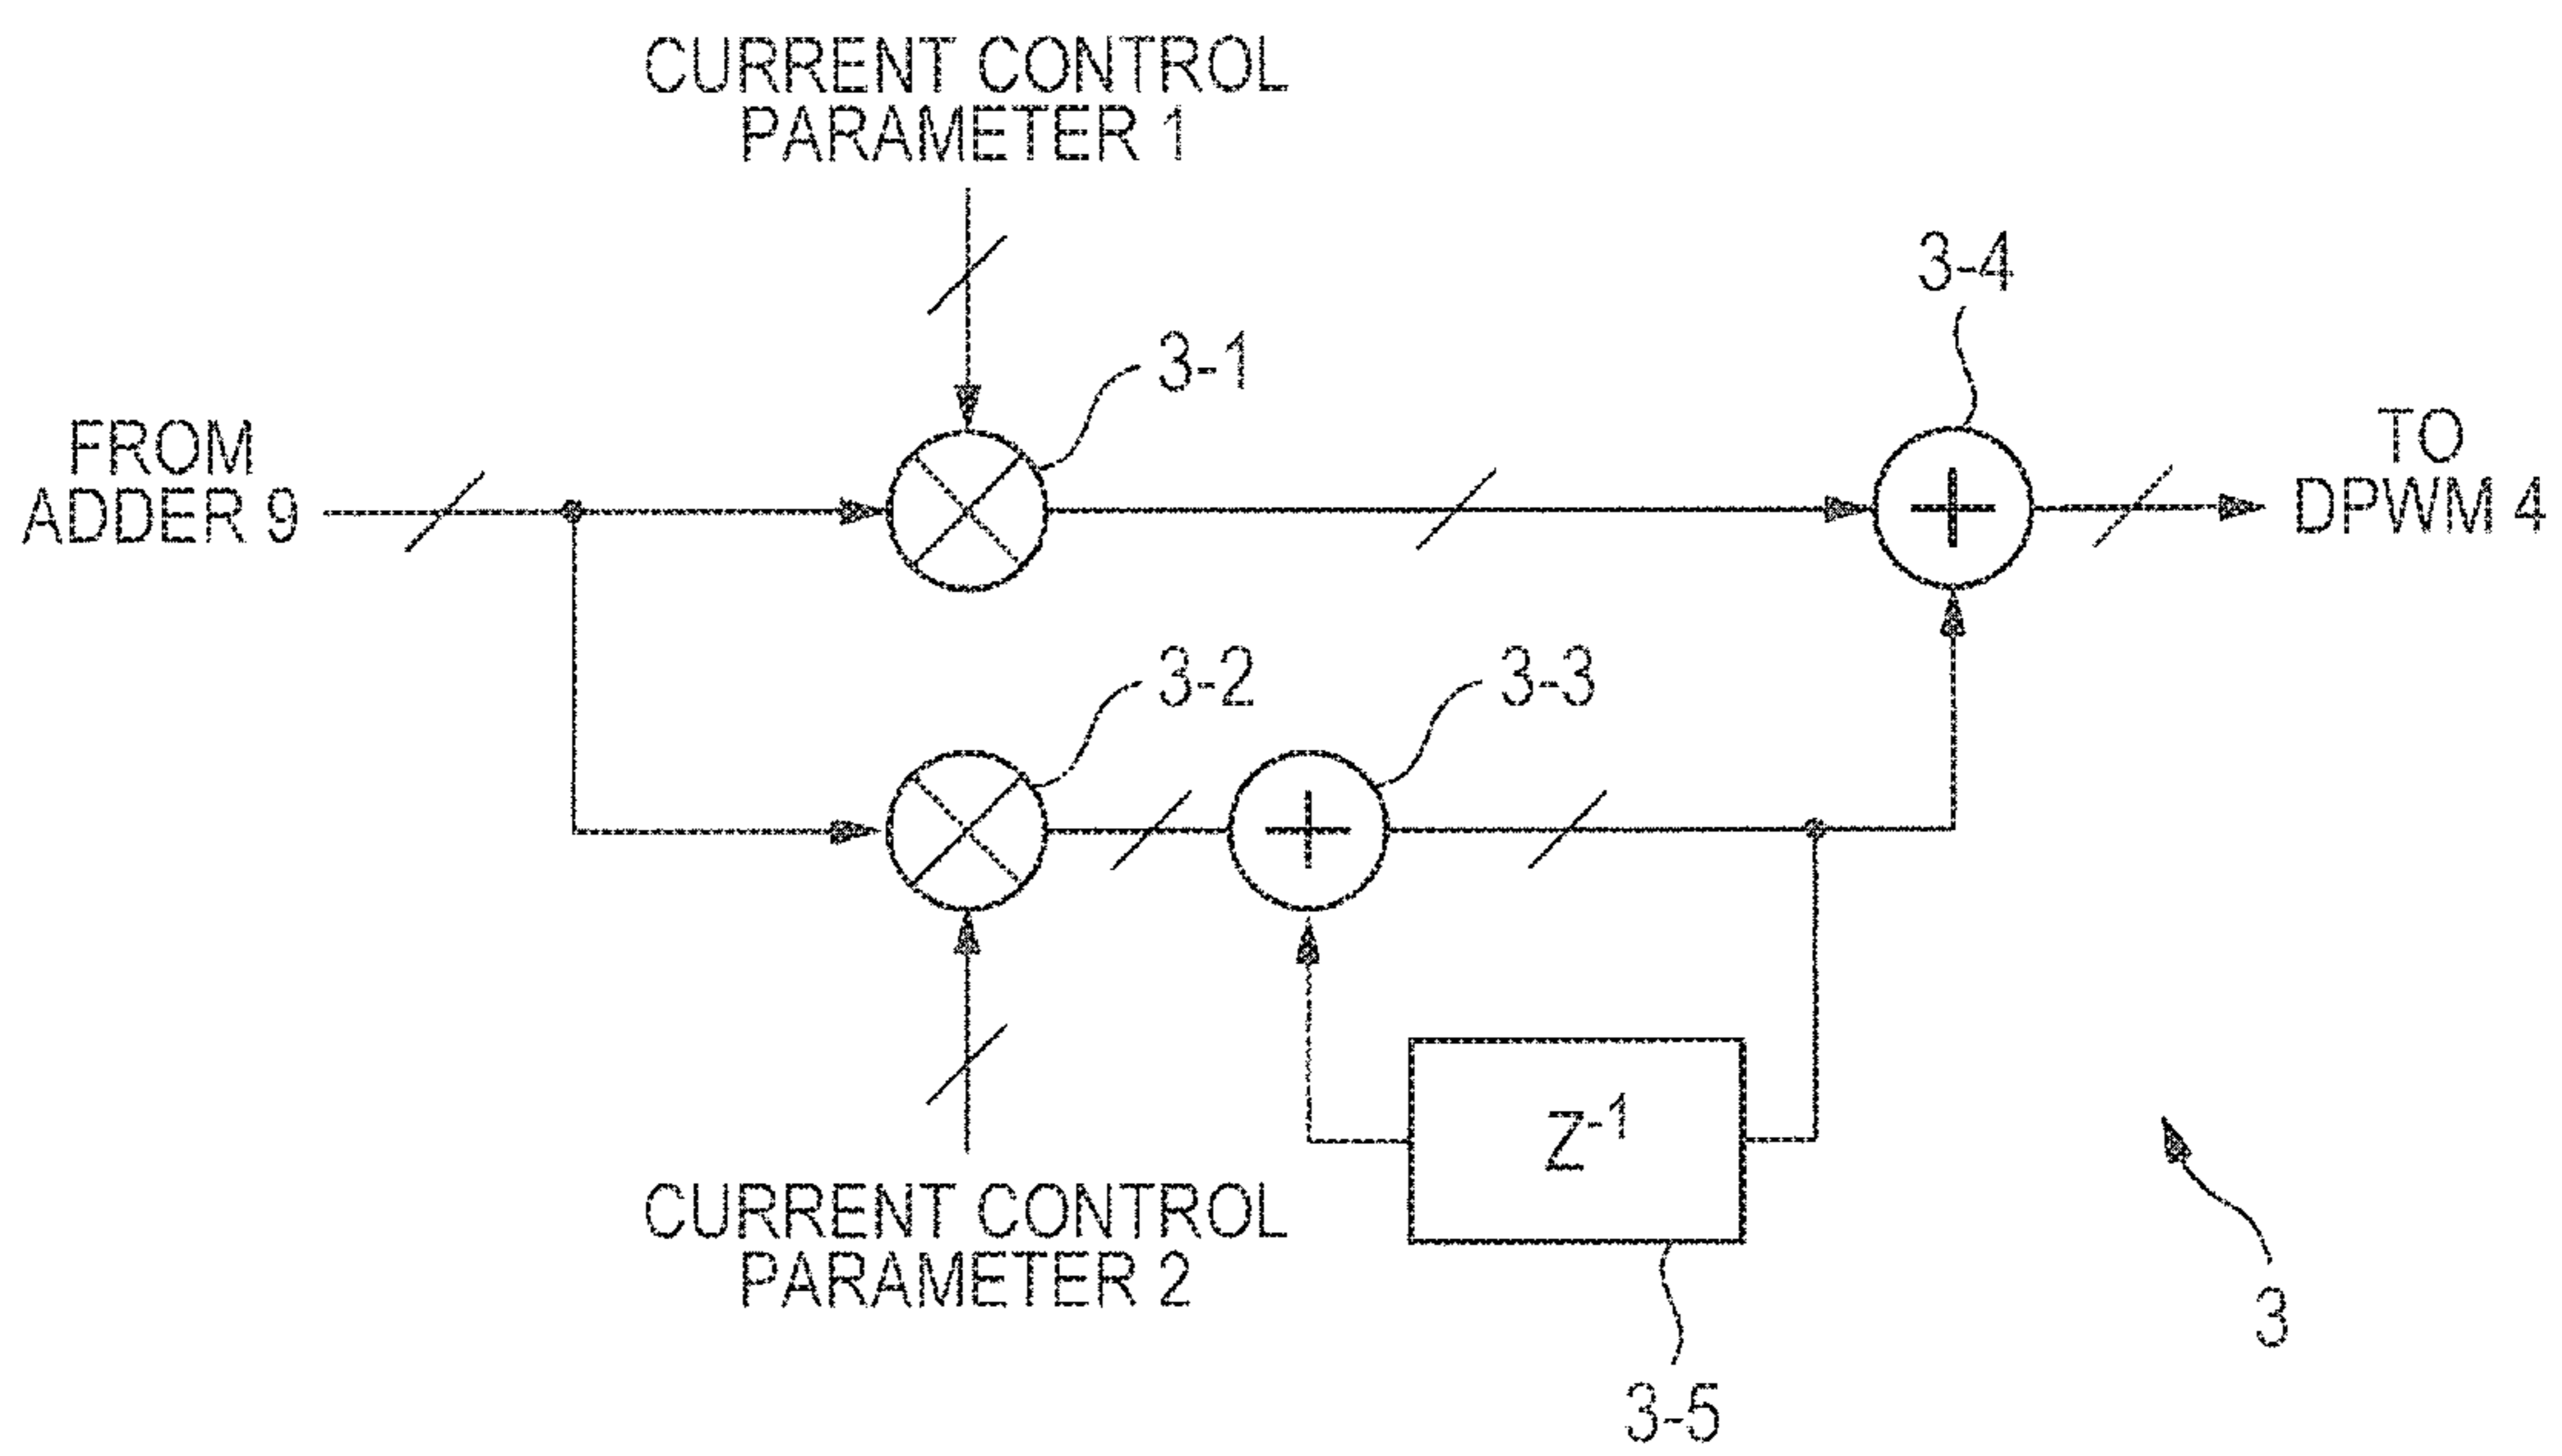 CURRENT CONTROL
PARAMETER 1
3-4
3-1
FROM
ADDER 9
TO
DPWM 4
3-2
3-3
Z-1
CURRENT CONTROL
PARAMETER 2
3
3-5